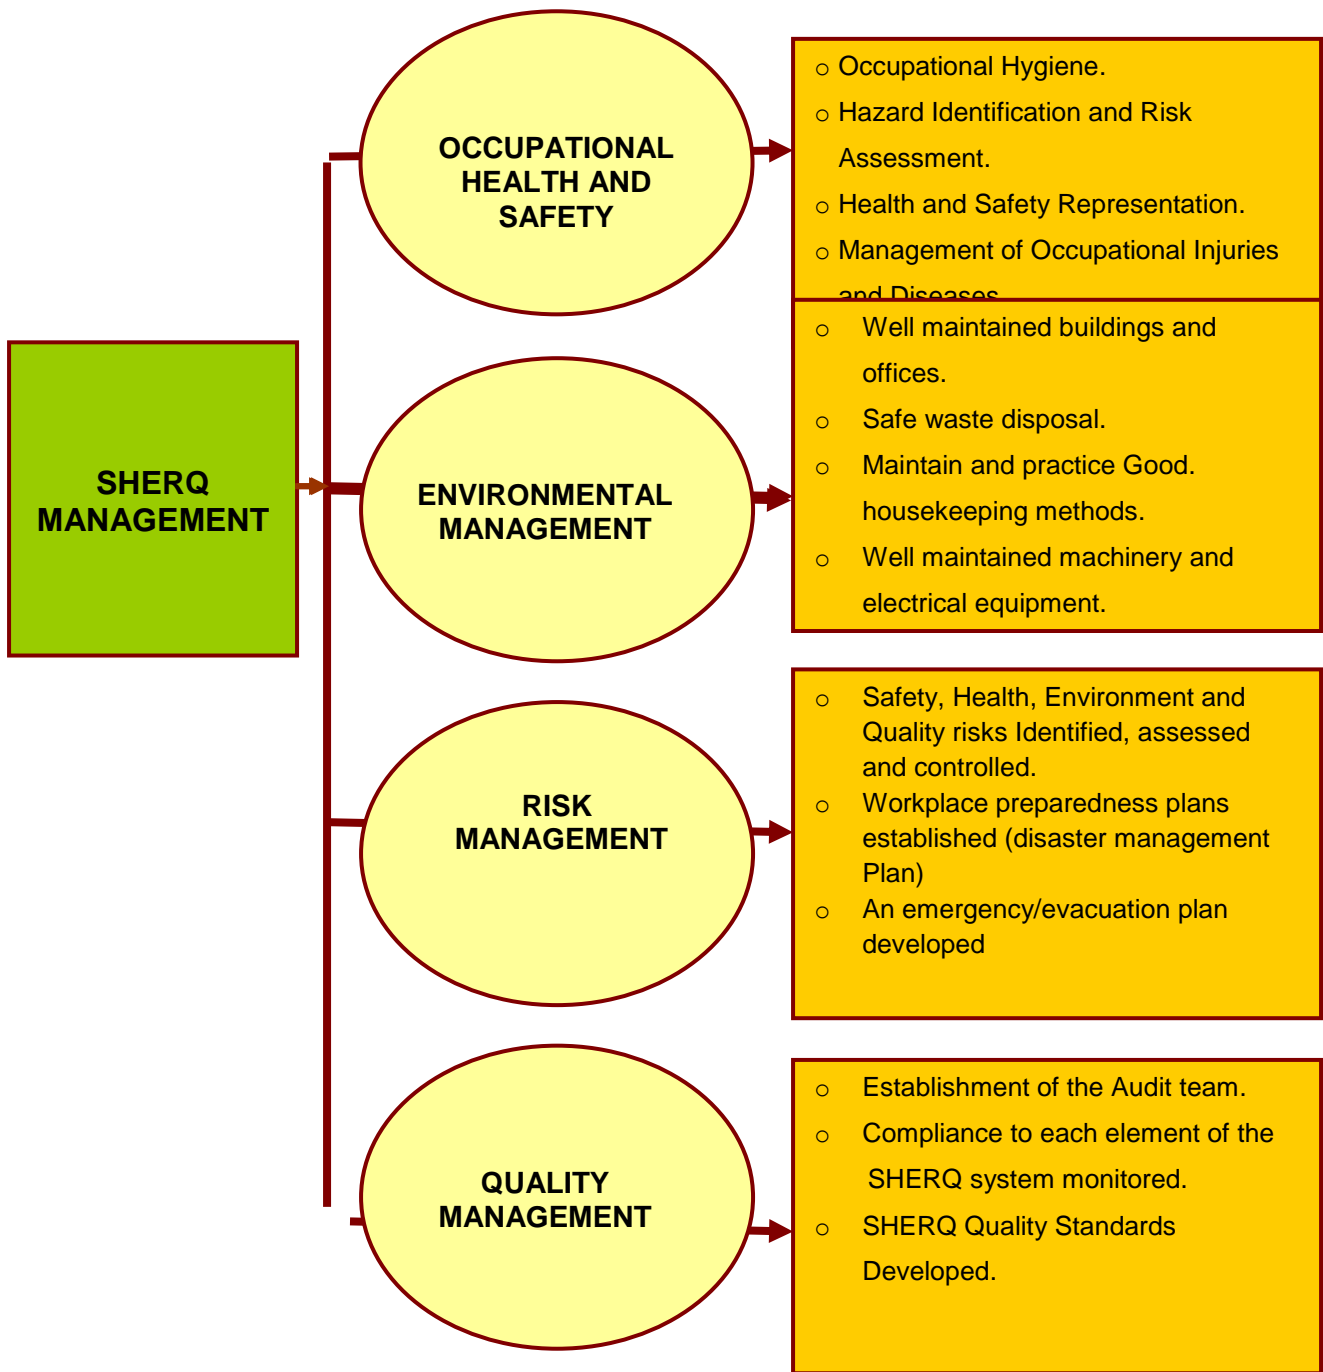 SHERQ
MANAGEMENT
OCCUPATIONAL
HEALTH AND
SAFETY
o Occupational Hygiene.
o Hazard Identification and Risk
Assessment.
o Health and Safety Representation.
o Management of Occupational Injuries
and Diseases
ENVIRONMENTAL
MANAGEMENT
o Well maintained buildings and
offices.
o Safe waste disposal.
o Maintain and practice Good.
housekeeping methods.
o Well maintained machinery and
electrical equipment.
RISK
MANAGEMENT
o Safety, Health, Environment and
Quality risks Identified, assessed
and controlled.
o Workplace preparedness plans
established (disaster management
Plan)
o An emergency/evacuation plan
developed
QUALITY
MANAGEMENT
o Establishment of the Audit team.
o Compliance to each element of the
SHERQ system monitored.
o SHERQ Quality Standards
Developed.